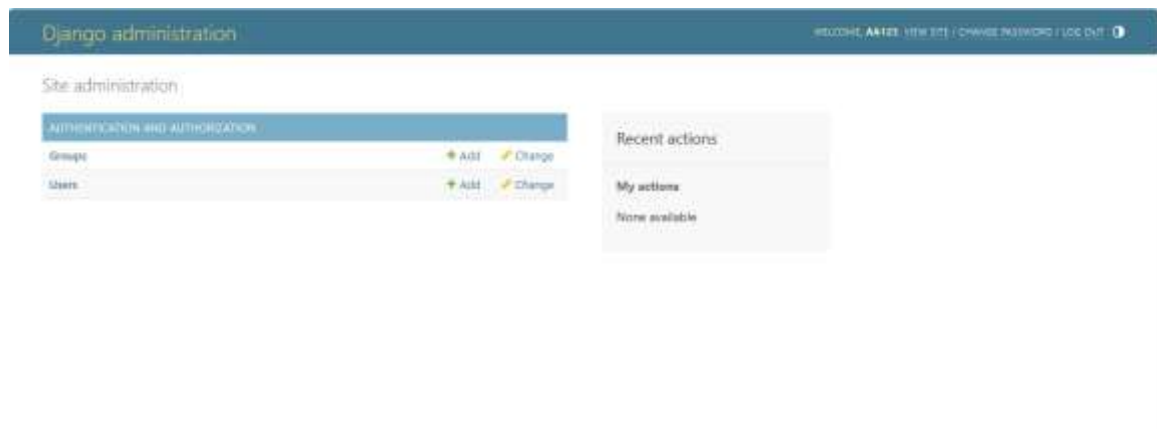 Django administration
WELCOME, AA123. VIEW SITE / CHANGE PASSWORD / LOG OUT
Site administration
AUTHENTICATION AND AUTHORIZATION
Groups + Add Change
Users + Add Change
Recent actions
My actions
None available